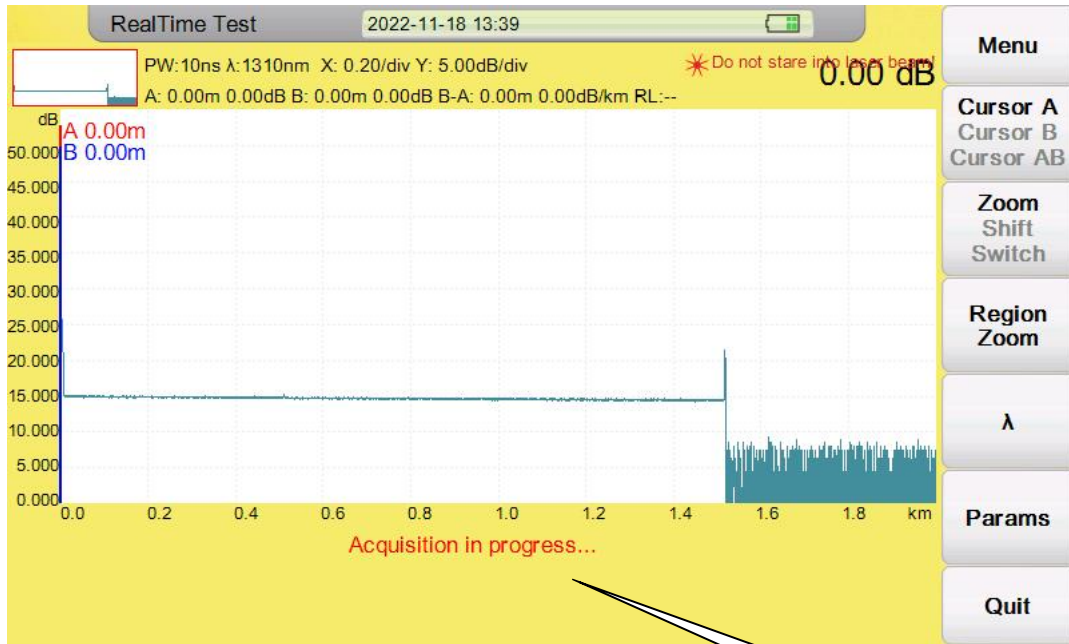 RealTime Test
2022-11-18 13:39
PW:10ns λ:1310nm X: 0.20/div Y: 5.00dB/div
Do not stare into laser beam!
0.00 dB
A: 0.00m 0.00dB B: 0.00m 0.00dB B-A: 0.00m 0.00dB/km RL:--
dB
A 0.00m
B 0.00m
50.000
45.000
40.000
35.000
30.000
25.000
20.000
15.000
10.000
5.000
0.000
0.0 0.2 0.4 0.6 0.8 1.0 1.2 1.4 1.6 1.8 km
Acquisition in progress...
Menu
Cursor A
Cursor B
Cursor AB
Zoom
Shift
Switch
Region
Zoom
λ
Params
Quit